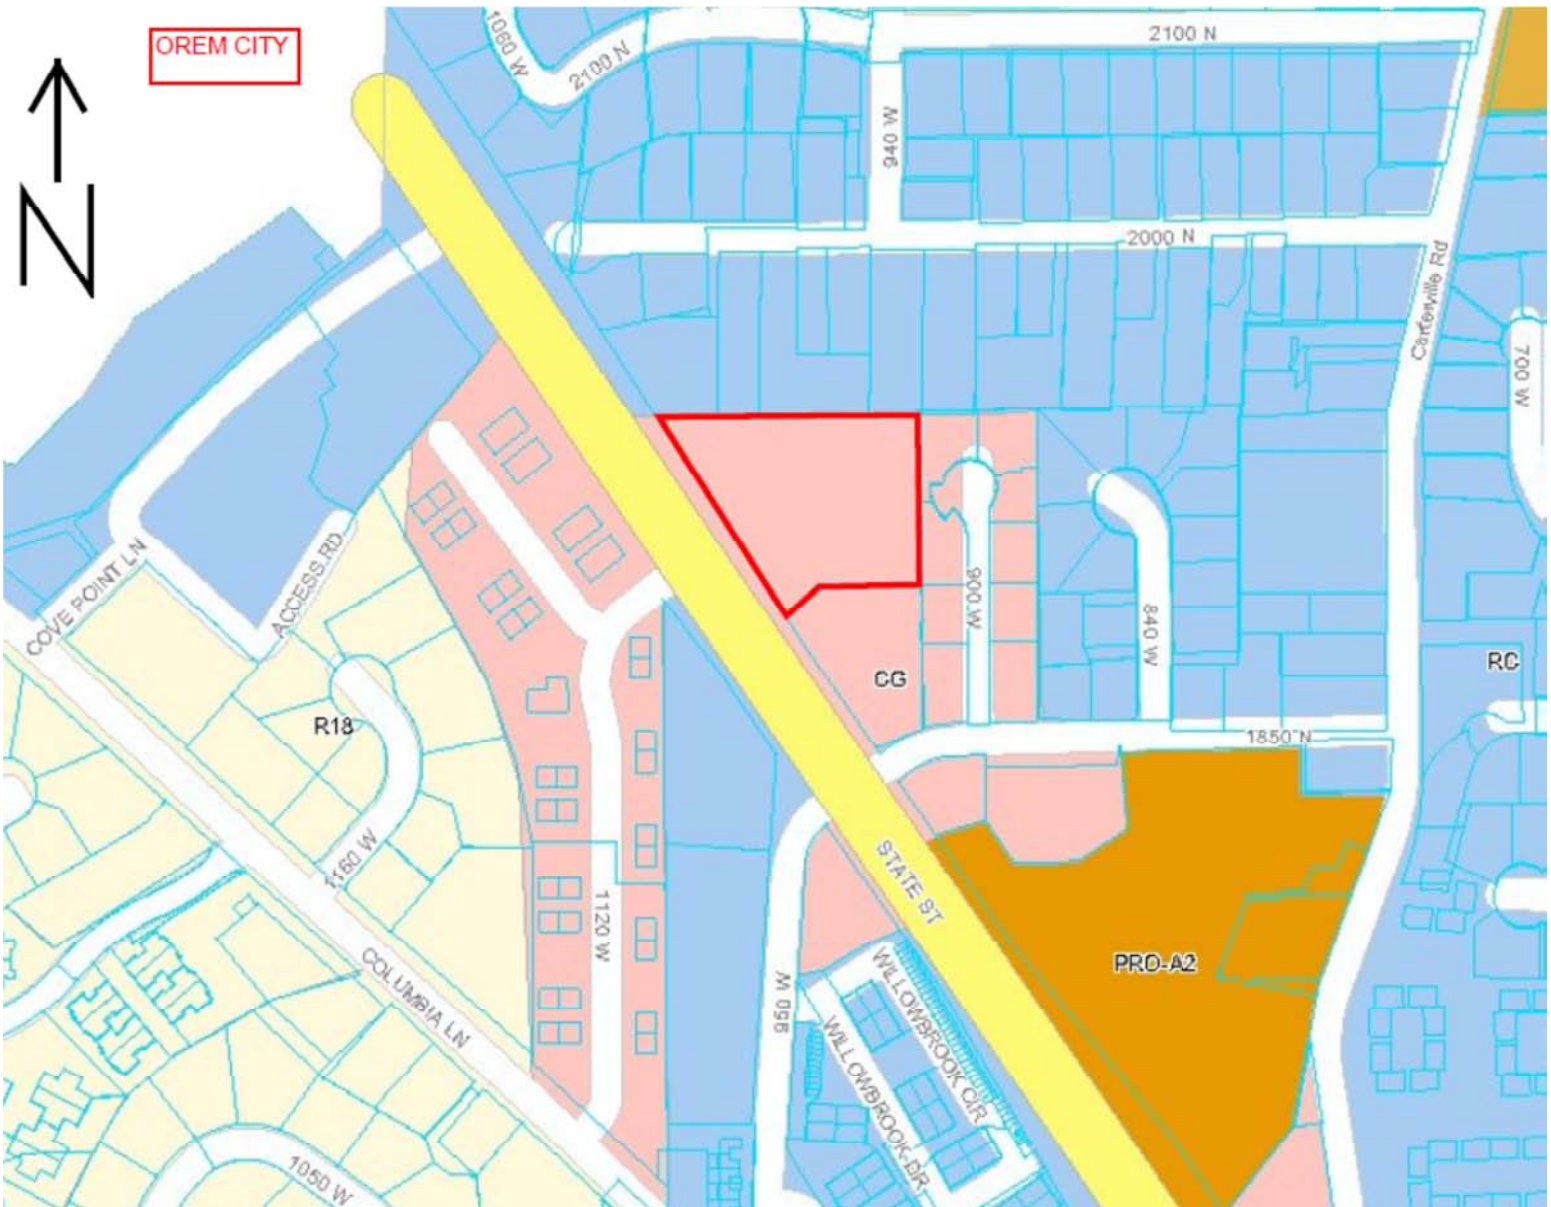 OREM CITY
N
1060 W
2100 N
2100 N
940 W
2000 N
Carterville Rd
700 W
COVE POINT LN
ACCESS RD
R18
900 W
840 W
CG
RC
1850 N
1160 W
STATE ST
1120 W
COLUMBIA LN
950 W
PRO-A2
WILLOWBROOK CIR
WILLOWBROOK DR
1050 W